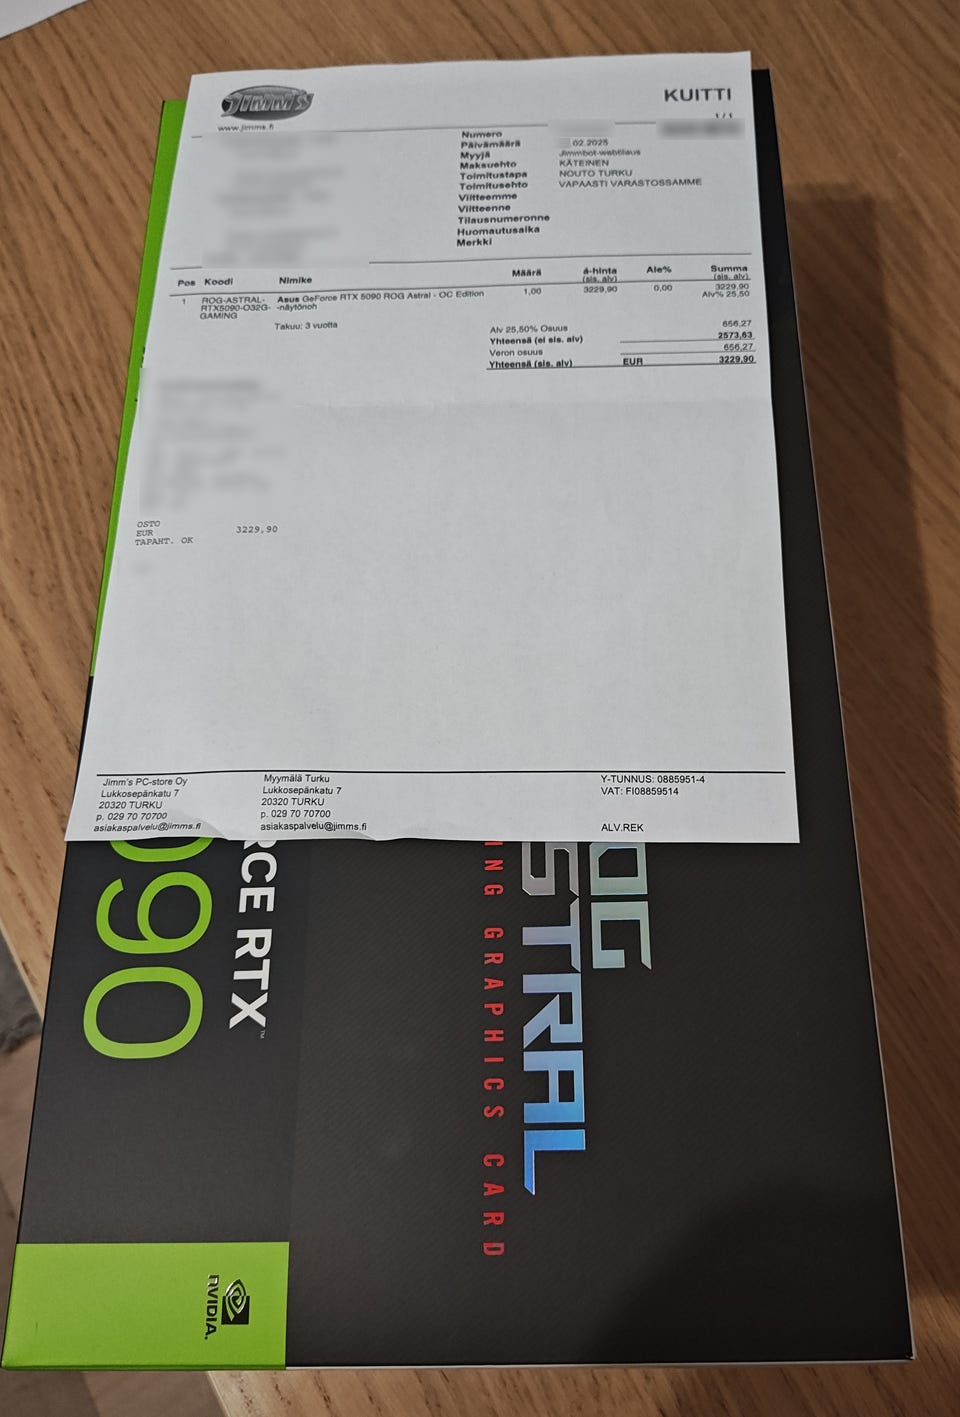 JIMM'S
www.jimms.fi
KUITTI
1/1
Numero
Päivämäärä 02.2025
Myyjä Jimmbot-webtilaus
Maksuehto KÄTEINEN
Toimitustapa NOUTO TURKU
Toimitusehto VAPAASTI VARASTOSSAMME
Viitteemme
Viitteenne
Tilausnumeronne
Huomautusaika
Merkki
Pos Koodi Nimike Määrä á-hinta Ale% Summa
(sis. alv) (sis. alv)
1 ROG-ASTRAL- Asus GeForce RTX 5090 ROG Astral - OC Edition 1,00 3229,90 0,00 3229,90
RTX5090-O32G- -näytönoh Alv% 25,50
GAMING
Takuu: 3 vuotta
Alv 25,50% Osuus 656,27
Yhteensä (ei sis. alv) 2573,63
Veron osuus 656,27
Yhteensä (sis. alv) EUR 3229,90
OSTO
EUR 3229,90
TAPAHT. OK
Jimm's PC-store Oy
Lukkosepänkatu 7
20320 TURKU
p. 029 70 70700
asiakaspalvelu@jimms.fi
Myymälä Turku
Lukkosepänkatu 7
20320 TURKU
p. 029 70 70700
asiakaspalvelu@jimms.fi
Y-TUNNUS: 0885951-4
VAT: FI08859514
ALV.REK
OG
STRAL
ING GRAPHICS CARD
RCE RTX™
090
NVIDIA.